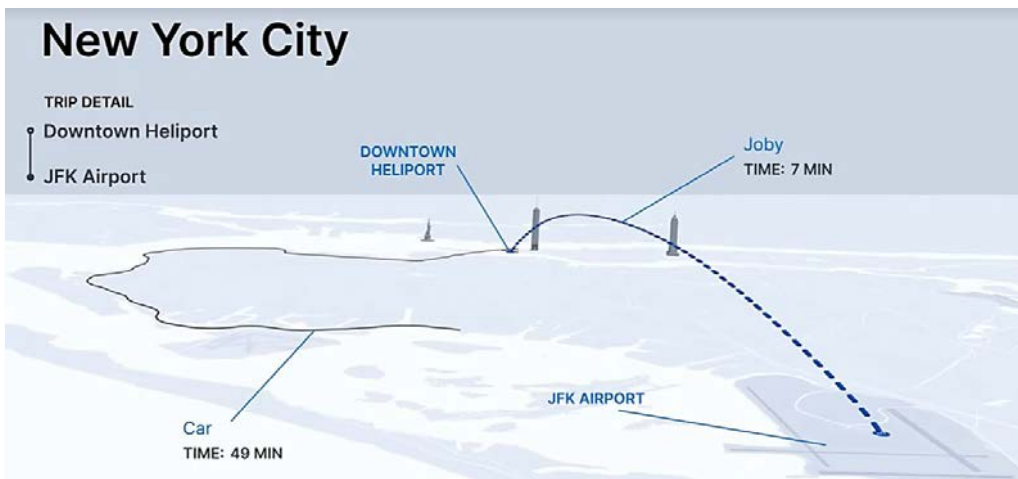 New York City
TRIP DETAIL
Downtown Heliport
JFK Airport
DOWNTOWN
HELIPORT
Joby
TIME: 7 MIN
JFK AIRPORT
Car
TIME: 49 MIN